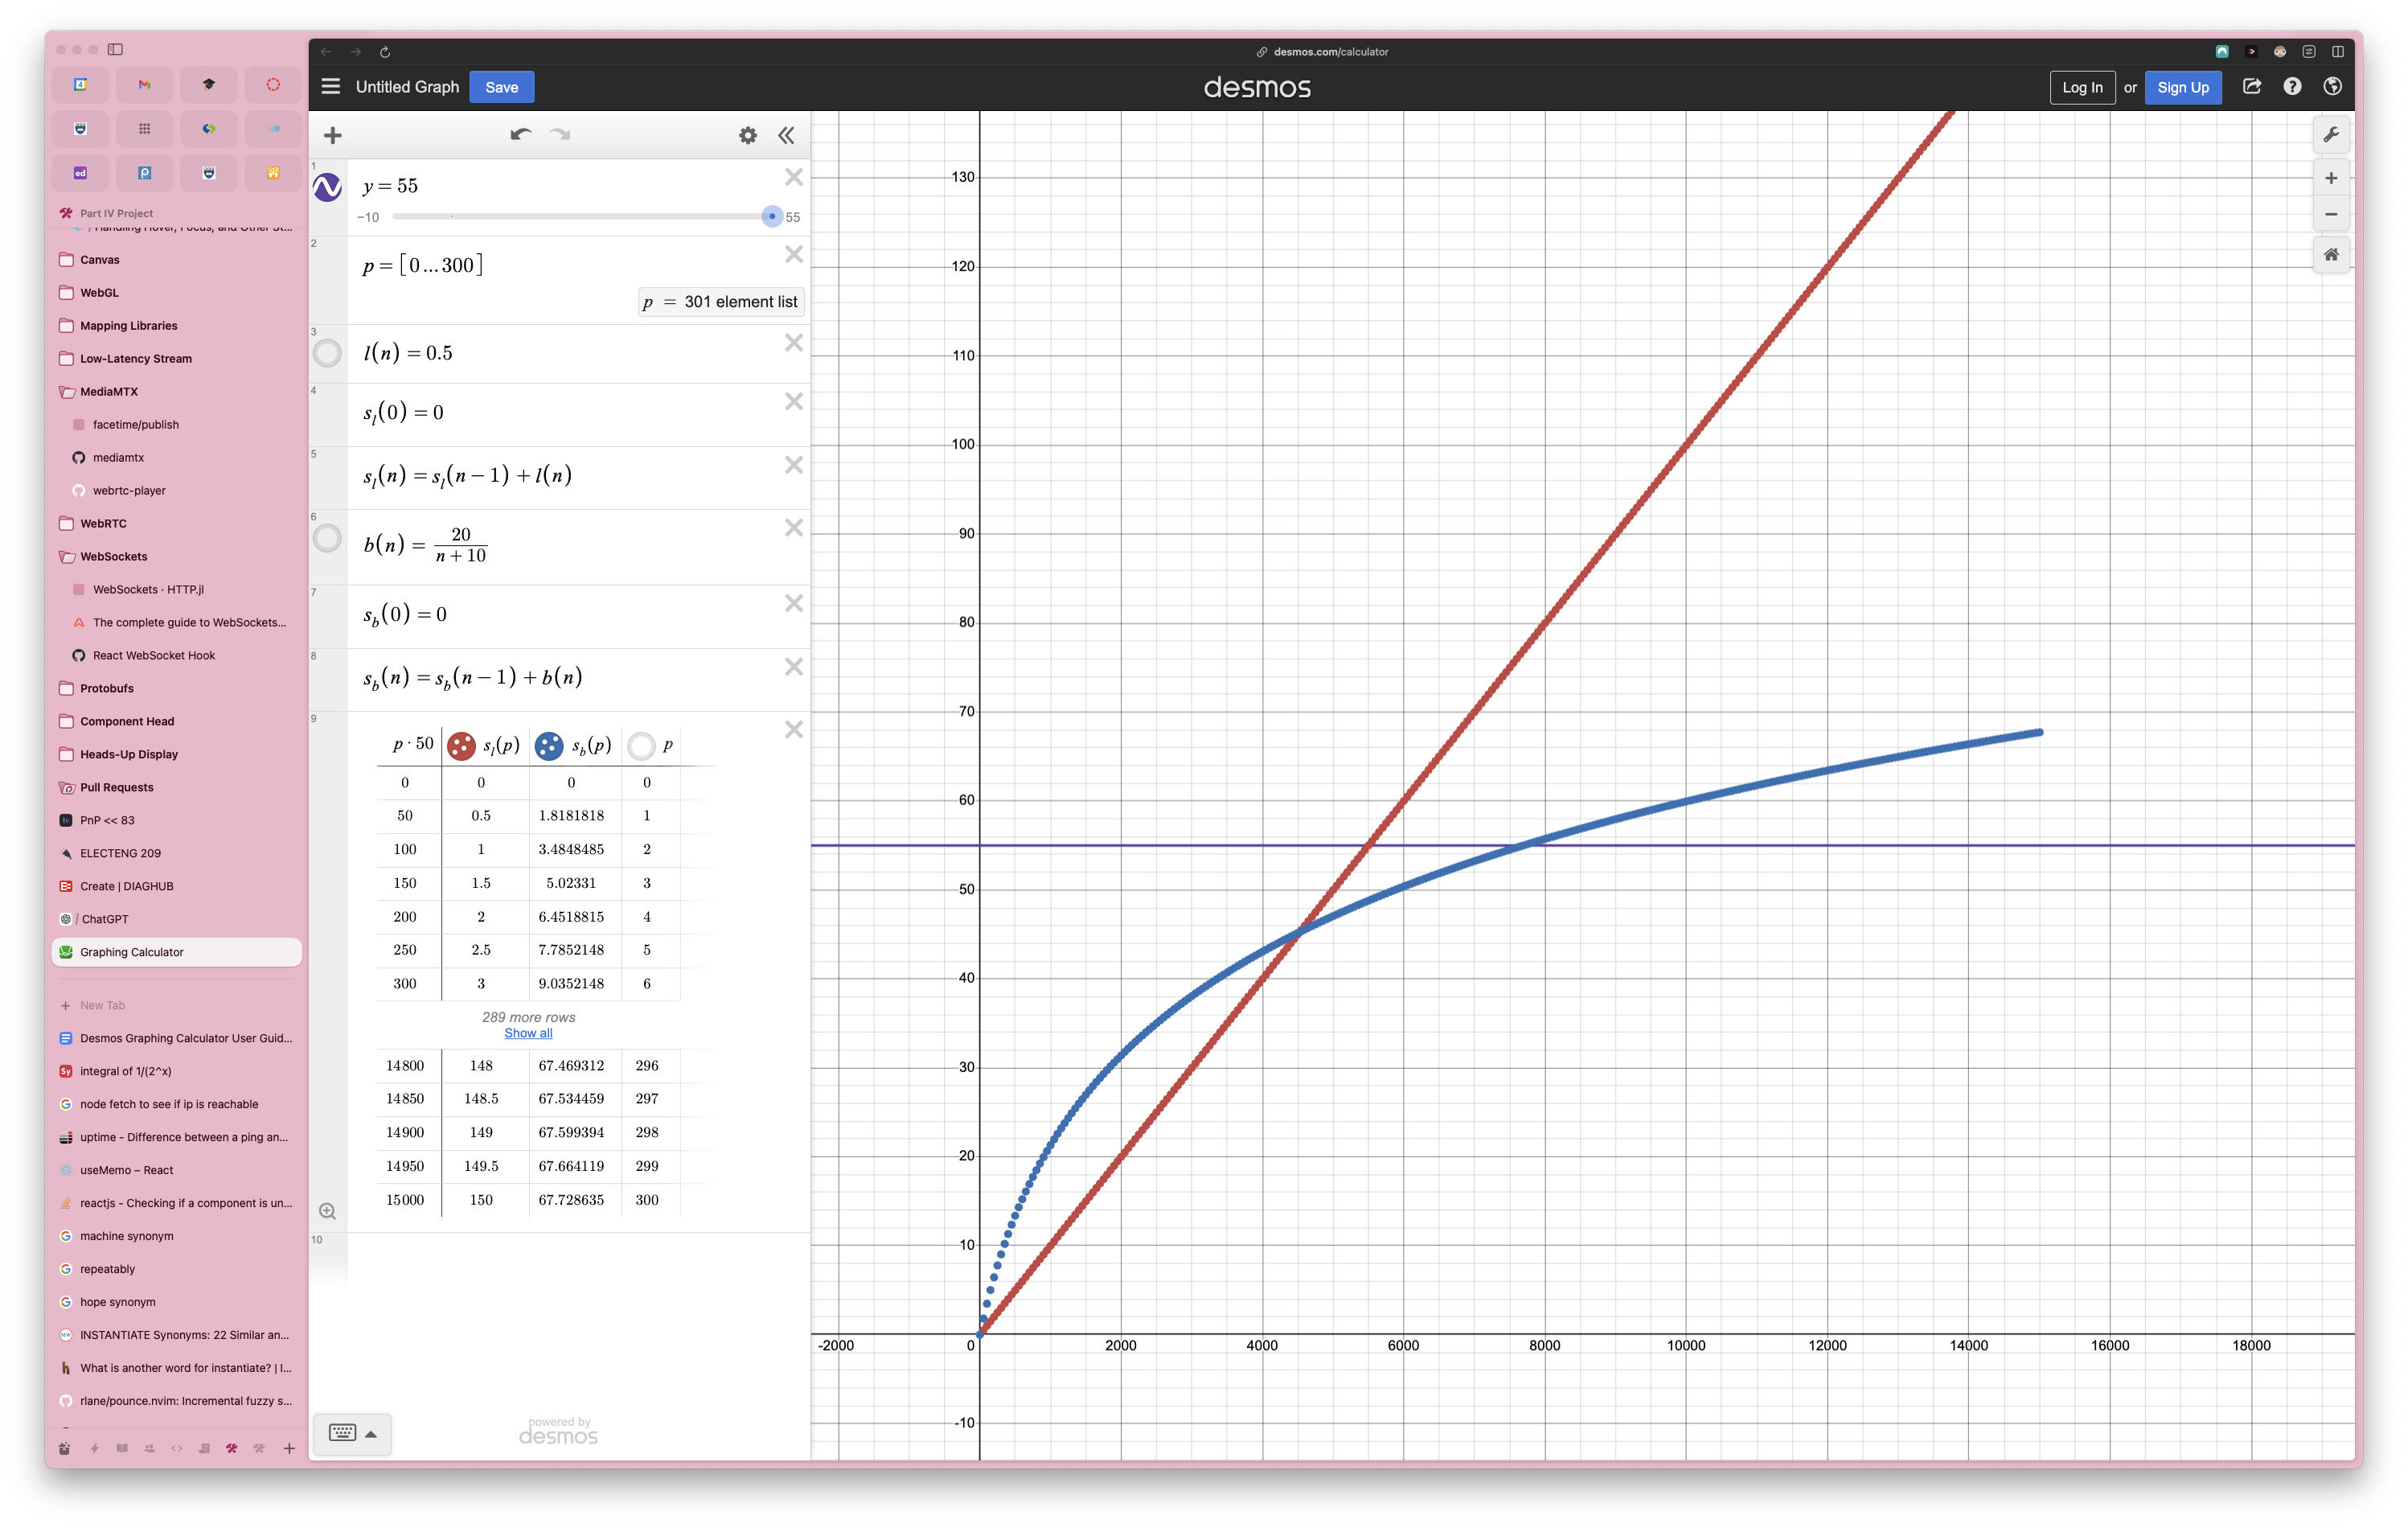 desmos.com/calculator
Untitled Graph
Save
desmos
Log In
or
Sign Up
Part IV Project
Canvas
WebGL
Mapping Libraries
Low-Latency Stream
MediaMTX
facetime/publish
mediamtx
webrtc-player
WebRTC
WebSockets
WebSockets · HTTP.jl
The complete guide to WebSockets...
React WebSocket Hook
Protobufs
Component Head
Heads-Up Display
Pull Requests
PnP << 83
ELECTENG 209
Create | DIAGHUB
/ ChatGPT
Graphing Calculator
New Tab
Desmos Graphing Calculator User Guid...
integral of 1/(2^x)
node fetch to see if ip is reachable
uptime - Difference between a ping an...
useMemo – React
reactjs - Checking if a component is un...
machine synonym
repeatably
hope synonym
INSTANTIATE Synonyms: 22 Similar an...
What is another word for instantiate? | I...
rlane/pounce.nvim: Incremental fuzzy s...
1
y = 55
−10
55
2
p = [0...300]
p = 301 element list
3
l(n) = 0.5
4
s_l(0) = 0
5
s_l(n) = s_l(n − 1) + l(n)
6
b(n) = 20/(n + 10)
7
s_b(0) = 0
8
s_b(n) = s_b(n − 1) + b(n)
9
p · 50 s_l(p) s_b(p) p
0 0 0 0
50 0.5 1.8181818 1
100 1 3.4848485 2
150 1.5 5.02331 3
200 2 6.4518815 4
250 2.5 7.7852148 5
300 3 9.0352148 6
289 more rows
Show all
14800 148 67.469312 296
14850 148.5 67.534459 297
14900 149 67.599394 298
14950 149.5 67.664119 299
15000 150 67.728635 300
10
powered by
desmos
130
120
110
100
90
80
70
60
50
40
30
20
10
-2000 0 2000 4000 6000 8000 10000 12000 14000 16000 18000
-10